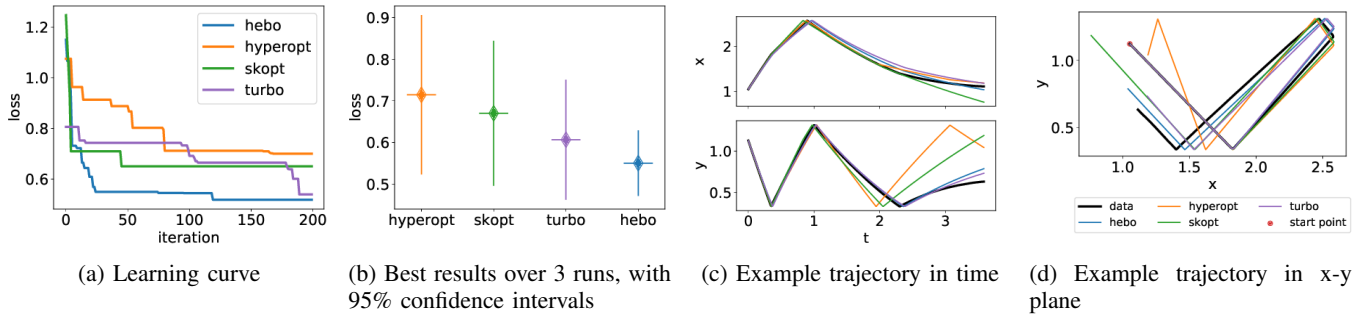 1.2
1.0
0.8
0.6
loss
hebo
hyperopt
skopt
turbo
0
50
100
150
200
iteration
(a) Learning curve
0.9
0.8
0.7
0.6
0.5
loss
hyperopt
skopt
turbo
hebo
(b) Best results over 3 runs, with
95% confidence intervals
2
1
x
1.0
0.5
y
0
1
2
3
t
(c) Example trajectory in time
1.0
0.5
y
1.0
1.5
2.0
2.5
x
data
hyperopt
turbo
hebo
skopt
start point
(d) Example trajectory in x-y
plane